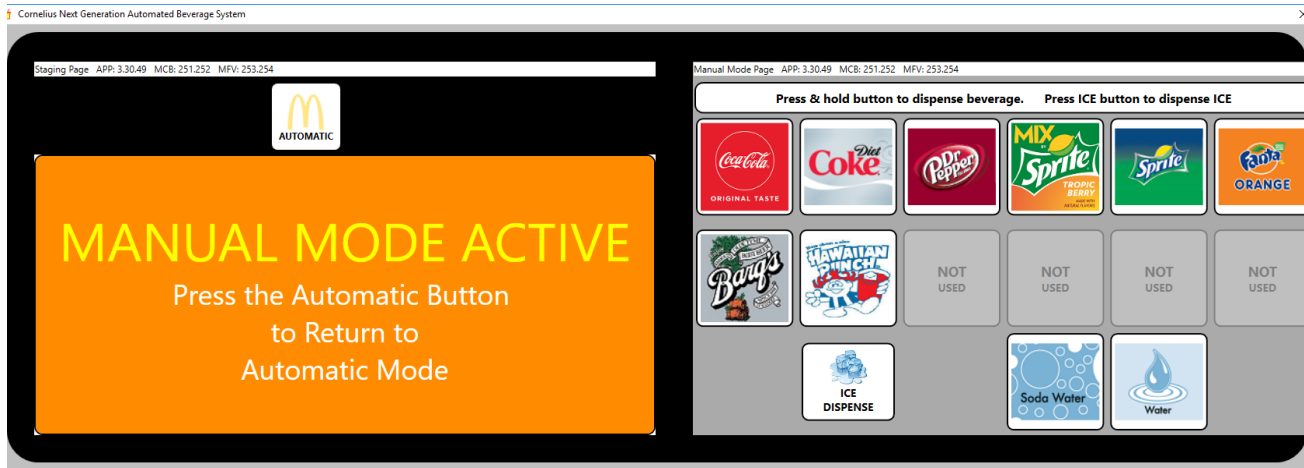 Cornelius Next Generation Automated Beverage System
Staging Page APP: 3.30.49 MCB: 251.252 MFV: 253.254
AUTOMATIC
MANUAL MODE ACTIVE
Press the Automatic Button
to Return to
Automatic Mode
Manual Mode Page APP: 3.30.49 MCB: 251.252 MFV: 253.254
Press & hold button to dispense beverage. Press ICE button to dispense ICE
Coca-Cola
ORIGINAL TASTE
Diet
Coke
Dr Pepper
MIX
BY
Sprite
TROPIC
BERRY
Sprite
Fanta
ORANGE
Barq's
HAWAIIAN
PUNCH
NOT
USED
NOT
USED
NOT
USED
NOT
USED
ICE
DISPENSE
Soda Water
Water